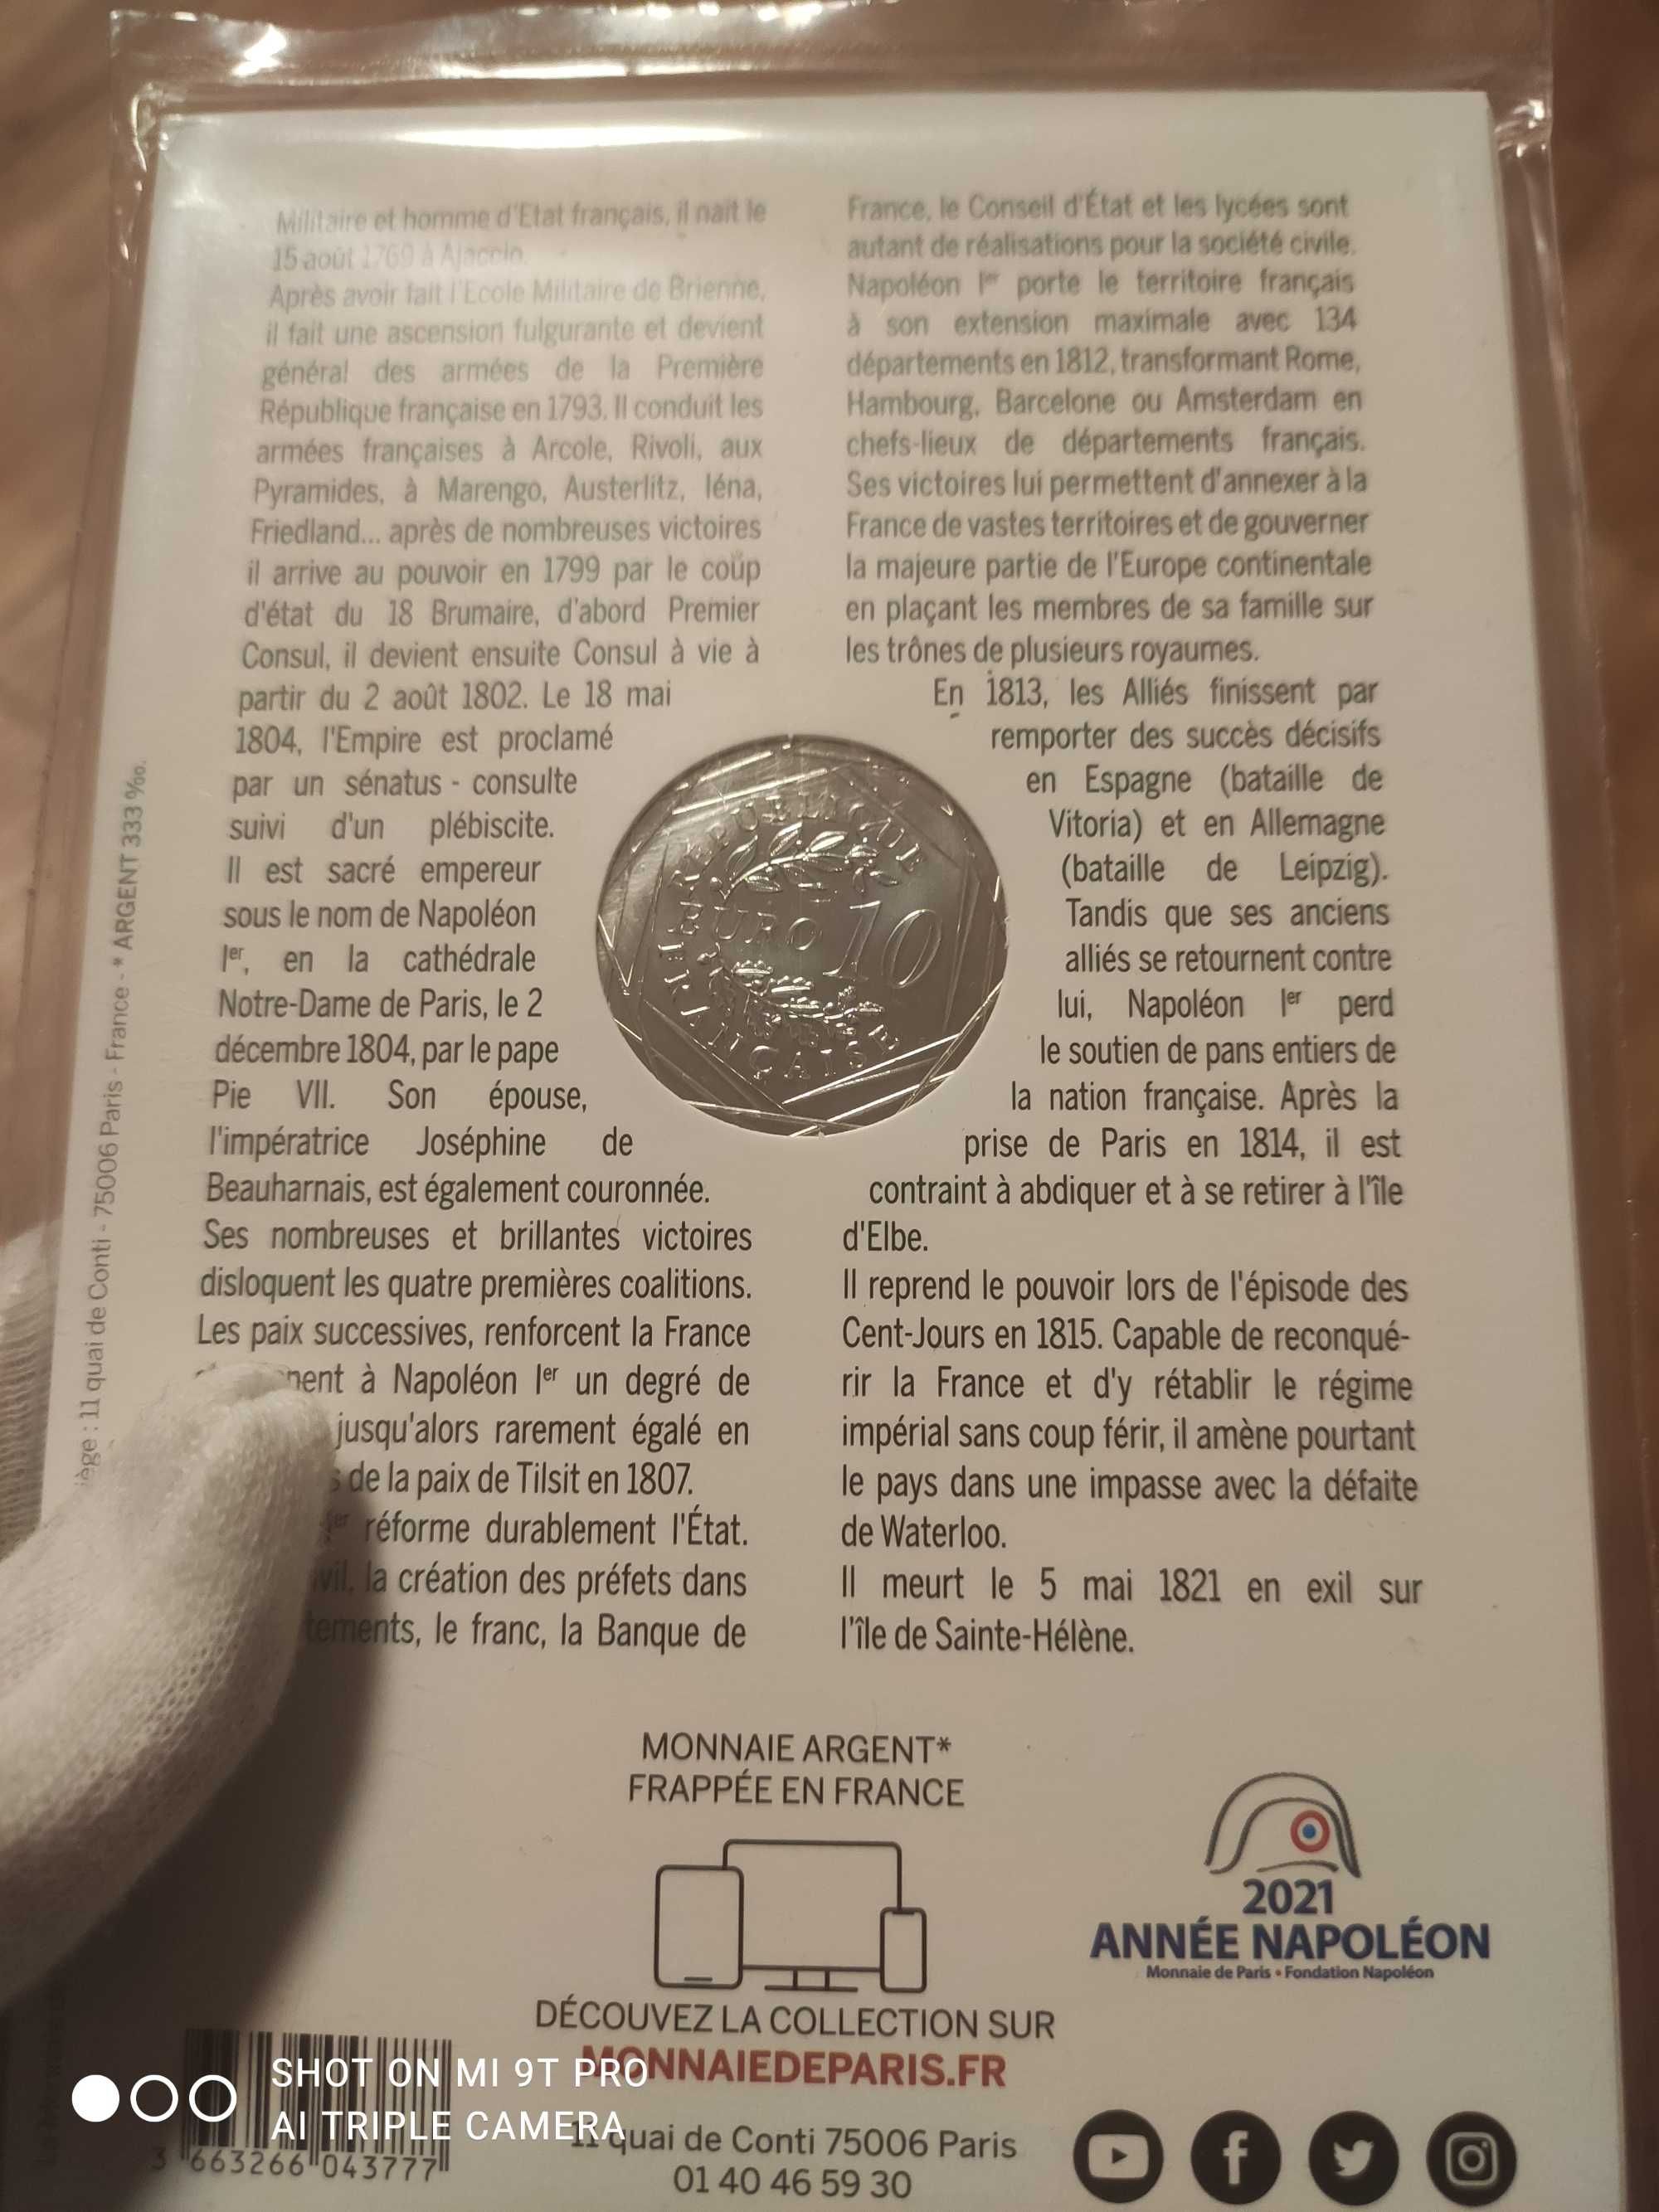 Militaire et homme d'Etat français, il nait le
15 août 1769 à Ajaccio.
Après avoir fait l'Ecole Militaire de Brienne,
il fait une ascension fulgurante et devient
général des armées de la Première
République française en 1793. Il conduit les
armées françaises à Arcole, Rivoli, aux
Pyramides, à Marengo, Austerlitz, Iéna,
Friedland... après de nombreuses victoires
il arrive au pouvoir en 1799 par le coup
d'état du 18 Brumaire, d'abord Premier
Consul, il devient ensuite Consul à vie à
partir du 2 août 1802. Le 18 mai
1804, l'Empire est proclamé
par un sénatus - consulte
suivi d'un plébiscite.
Il est sacré empereur
sous le nom de Napoléon
Ier, en la cathédrale
Notre-Dame de Paris, le 2
décembre 1804, par le pape
Pie VII. Son épouse,
l'impératrice Joséphine de
Beauharnais, est également couronnée.
Ses nombreuses et brillantes victoires
disloquent les quatre premières coalitions.
Les paix successives, renforcent la France
à Napoléon Ier un degré de
jusqu'alors rarement égalé en
de la paix de Tilsit en 1807.
réforme durablement l'État.
la création des préfets dans
le franc, la Banque de
France, le Conseil d'État et les lycées sont
autant de réalisations pour la société civile.
Napoléon Ier porte le territoire français
à son extension maximale avec 134
départements en 1812, transformant Rome,
Hambourg, Barcelone ou Amsterdam en
chefs-lieux de départements français.
Ses victoires lui permettent d'annexer à la
France de vastes territoires et de gouverner
la majeure partie de l'Europe continentale
en plaçant les membres de sa famille sur
les trônes de plusieurs royaumes.
En 1813, les Alliés finissent par
remporter des succès décisifs
en Espagne (bataille de
Vitoria) et en Allemagne
(bataille de Leipzig).
Tandis que ses anciens
alliés se retournent contre
lui, Napoléon Ier perd
le soutien de pans entiers de
la nation française. Après la
prise de Paris en 1814, il est
contraint à abdiquer et à se retirer à l'île
d'Elbe.
Il reprend le pouvoir lors de l'épisode des
Cent-Jours en 1815. Capable de reconqué-
rir la France et d'y rétablir le régime
impérial sans coup férir, il amène pourtant
le pays dans une impasse avec la défaite
de Waterloo.
Il meurt le 5 mai 1821 en exil sur
l'île de Sainte-Hélène.
RÉPUBLIQUE
EURO 10
FRANÇAISE
: 11 quai de Conti - 75006 Paris - France - * ARGENT 333 ‰.
MONNAIE ARGENT*
FRAPPÉE EN FRANCE
2021
ANNÉE NAPOLÉON
Monnaie de Paris • Fondation Napoléon
DÉCOUVEZ LA COLLECTION SUR
MONNAIEDEPARIS.FR
11 quai de Conti 75006 Paris
01 40 46 59 30
3 663266 043777
SHOT ON MI 9T PRO
AI TRIPLE CAMERA